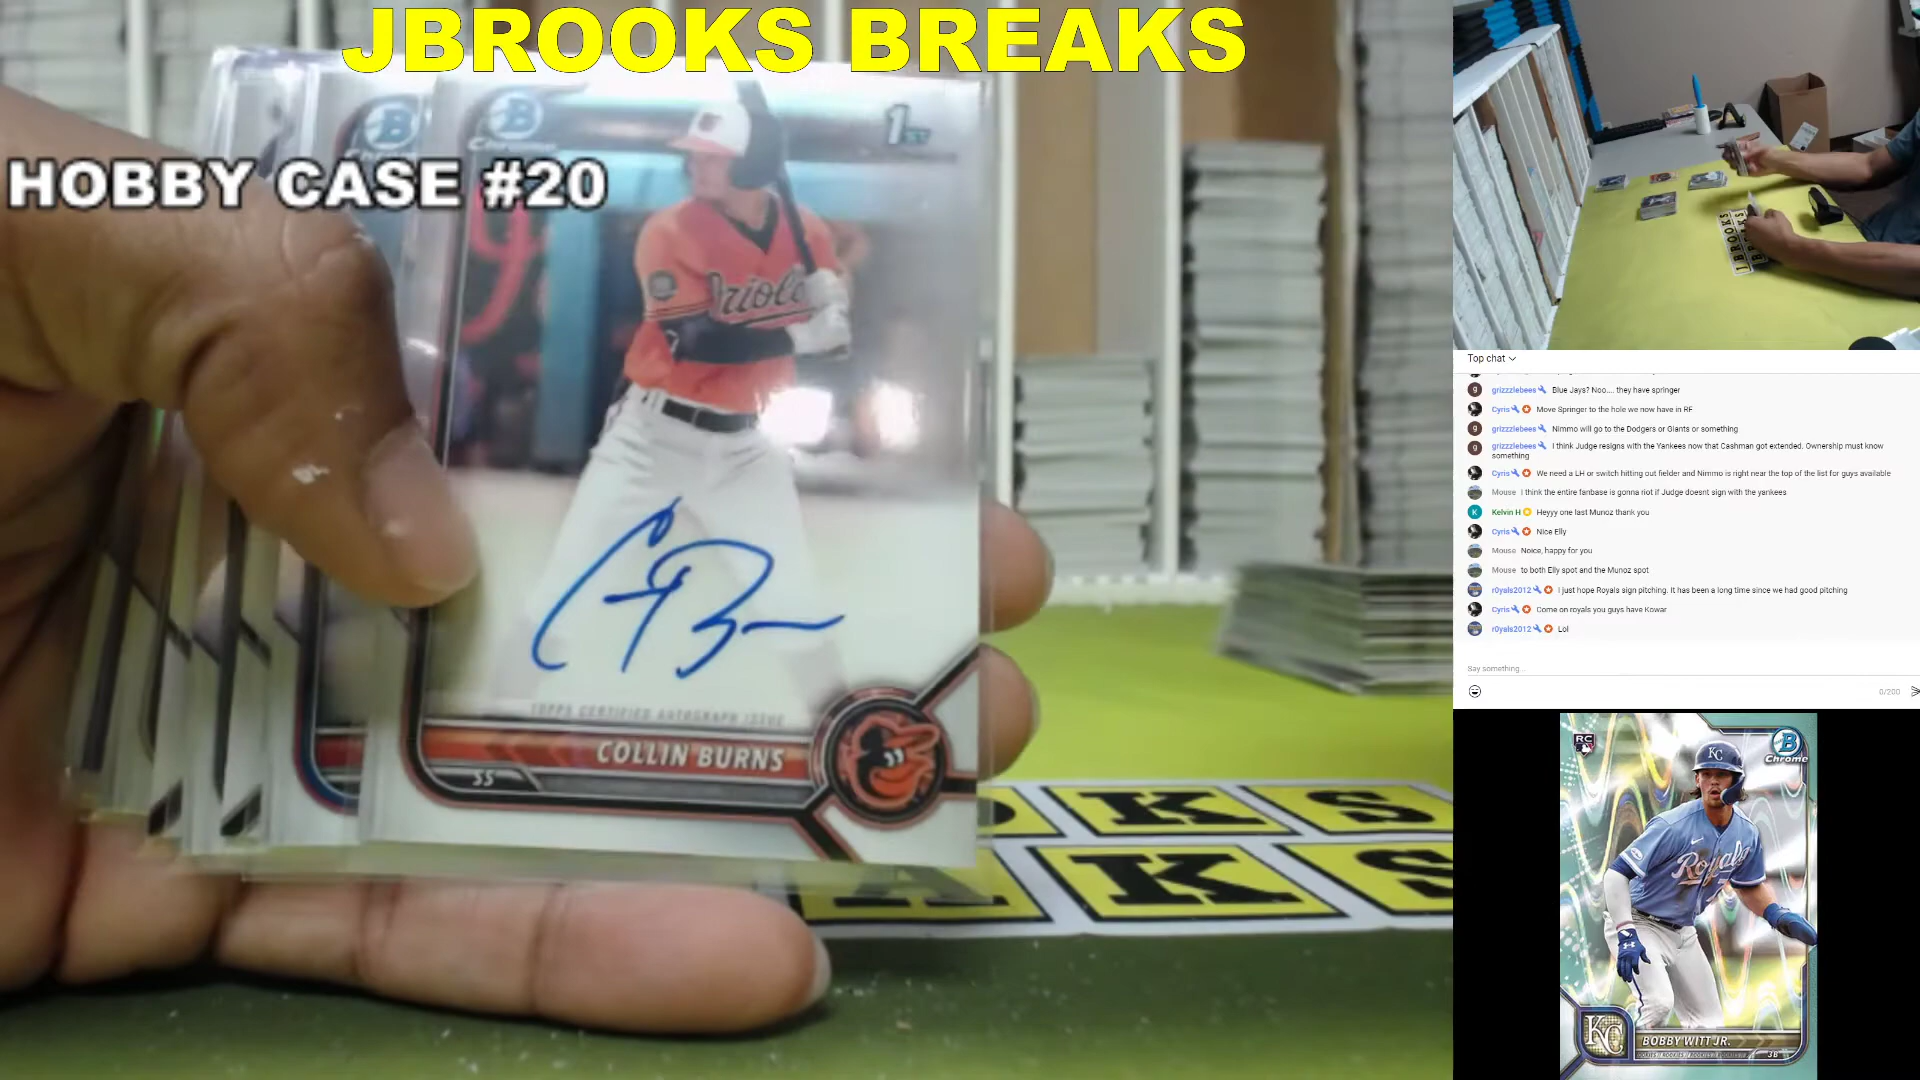 JBROOKS BREAKS
HOBBY CASE #20
B
Chrome
1ST
Orioles
TOPPS CERTIFIED AUTOGRAPH ISSUE
COLLIN BURNS
SS
K S
A K S
JBROOKS
Top chat
grizzzlebees Blue Jays? Noo.... they have springer
Cyris Move Springer to the hole we now have in RF
grizzzlebees Nimmo will go to the Dodgers or Giants or something
grizzzlebees I think Judge resigns with the Yankees now that Cashman got extended. Ownership must know
something
Cyris We need a LH or switch hitting out fielder and Nimmo is right near the top of the list for guys available
Mouse I think the entire fanbase is gonna riot if Judge doesnt sign with the yankees
Kelvin H Heyyy one last Munoz thank you
Cyris Nice Elly
Mouse Noice, happy for you
Mouse to both Elly spot and the Munoz spot
r0yals2012 I just hope Royals sign pitching. It has been a long time since we had good pitching
Cyris Come on royals you guys have Kowar
r0yals2012 Lol
Say something...
0/200
RC
B
Chrome
KC
Royals
KC
BOBBY WITT JR.
3B